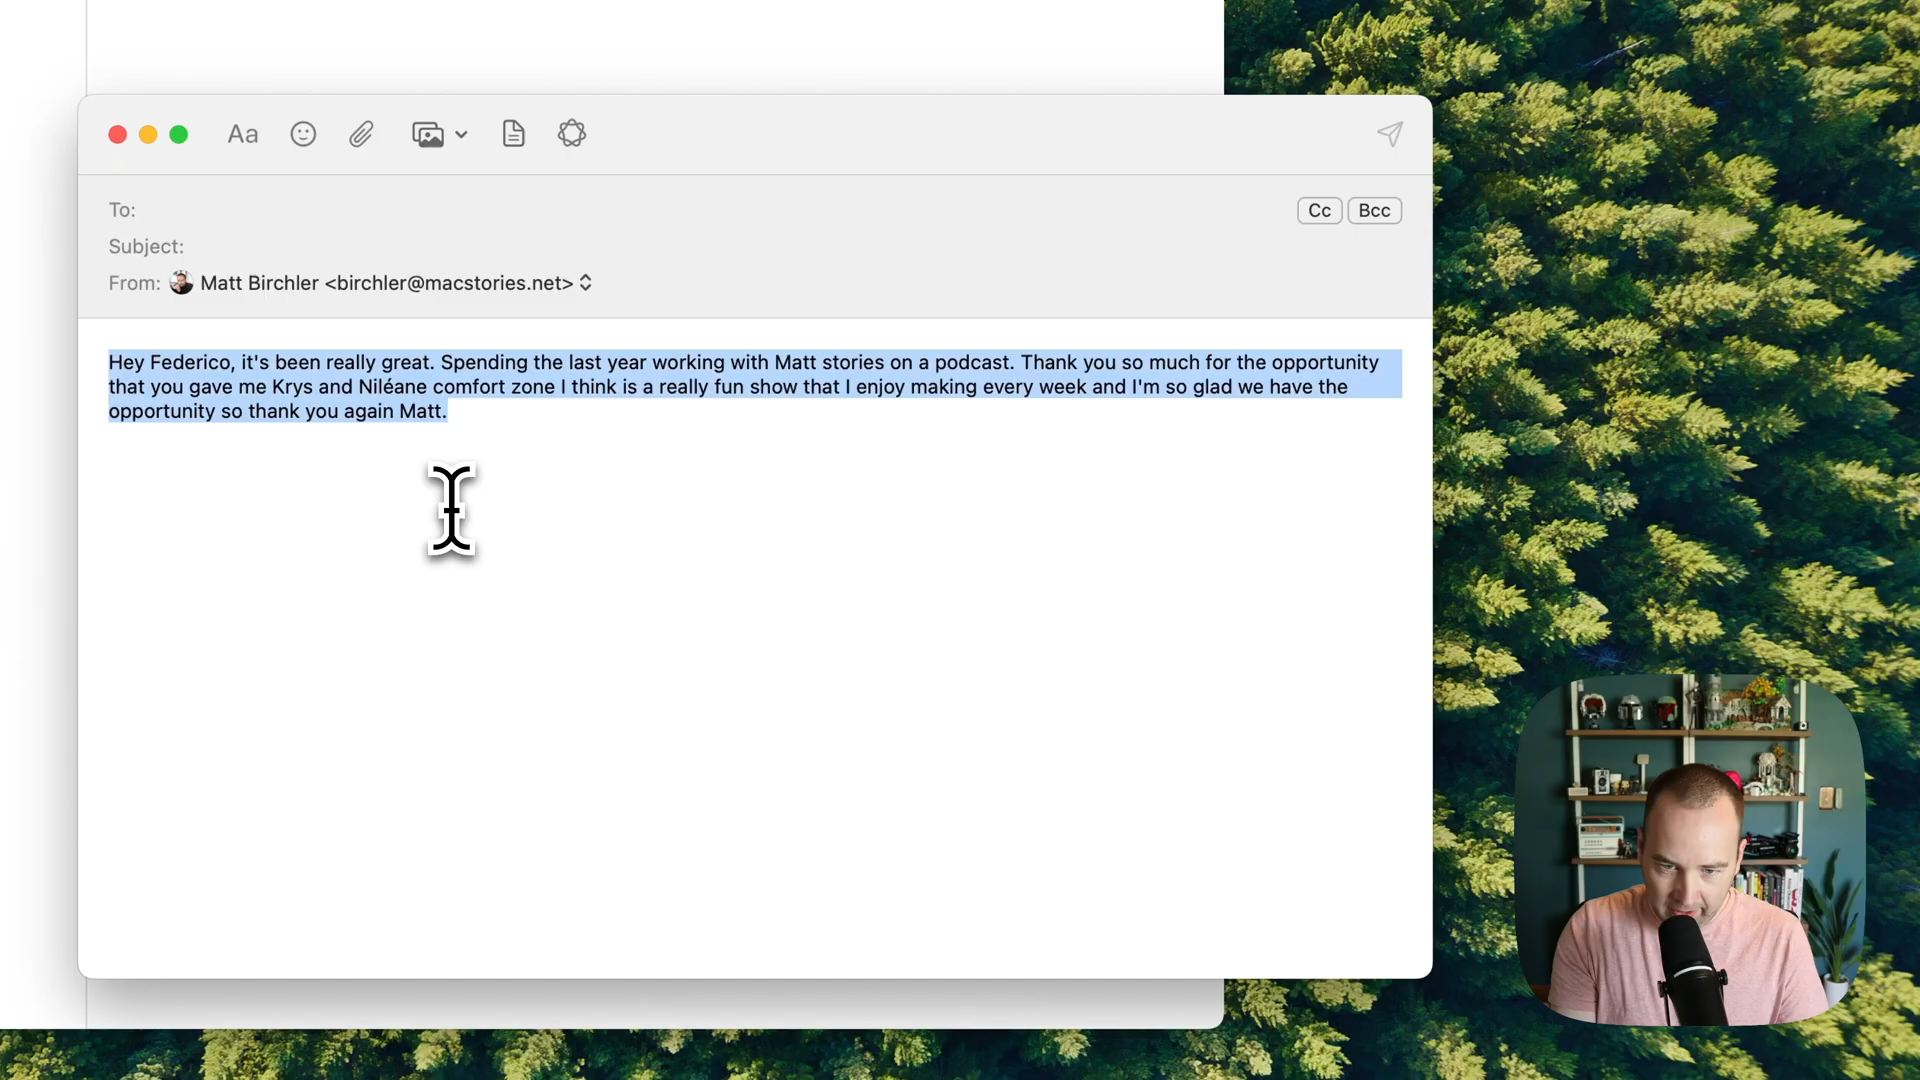 Aa
To:
Cc Bcc
Subject:
From: Matt Birchler <birchler@macstories.net>
Hey Federico, it's been really great. Spending the last year working with Matt stories on a podcast. Thank you so much for the opportunity
that you gave me Krys and Niléane comfort zone I think is a really fun show that I enjoy making every week and I'm so glad we have the
opportunity so thank you again Matt.